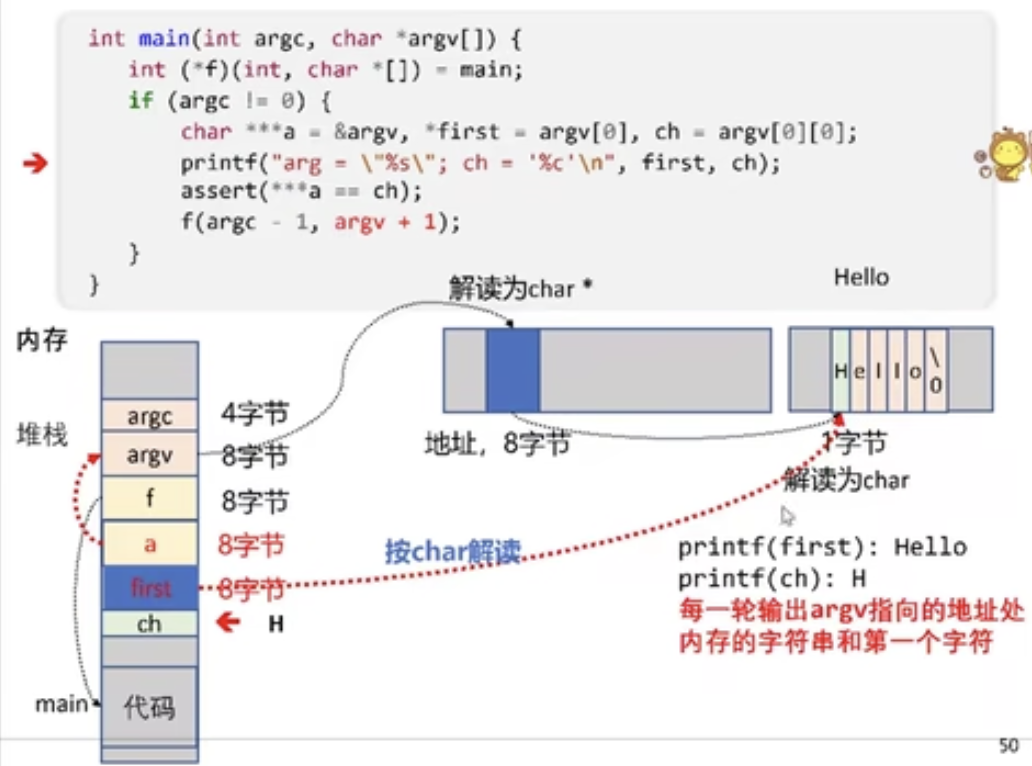 int main(int argc, char *argv[]) {
int (*f)(int, char *[]) = main;
if (argc != 0) {
char ***a = &argv, *first = argv[0], ch = argv[0][0];
➔
printf("arg = \"%s\"; ch = '%c'\n", first, ch);
assert(***a == ch);
f(argc - 1, argv + 1);
}
}
解读为char *
Hello
内存
堆栈
argc
4字节
argv
8字节
f
8字节
a
8字节
first
8字节
ch
H
main
代码
地址，8字节
H
e
l
l
o
\
0
1字节
解读为char
按char解读
printf(first): Hello
printf(ch): H
每一轮输出argv指向的地址处
内存的字符串和第一个字符
50